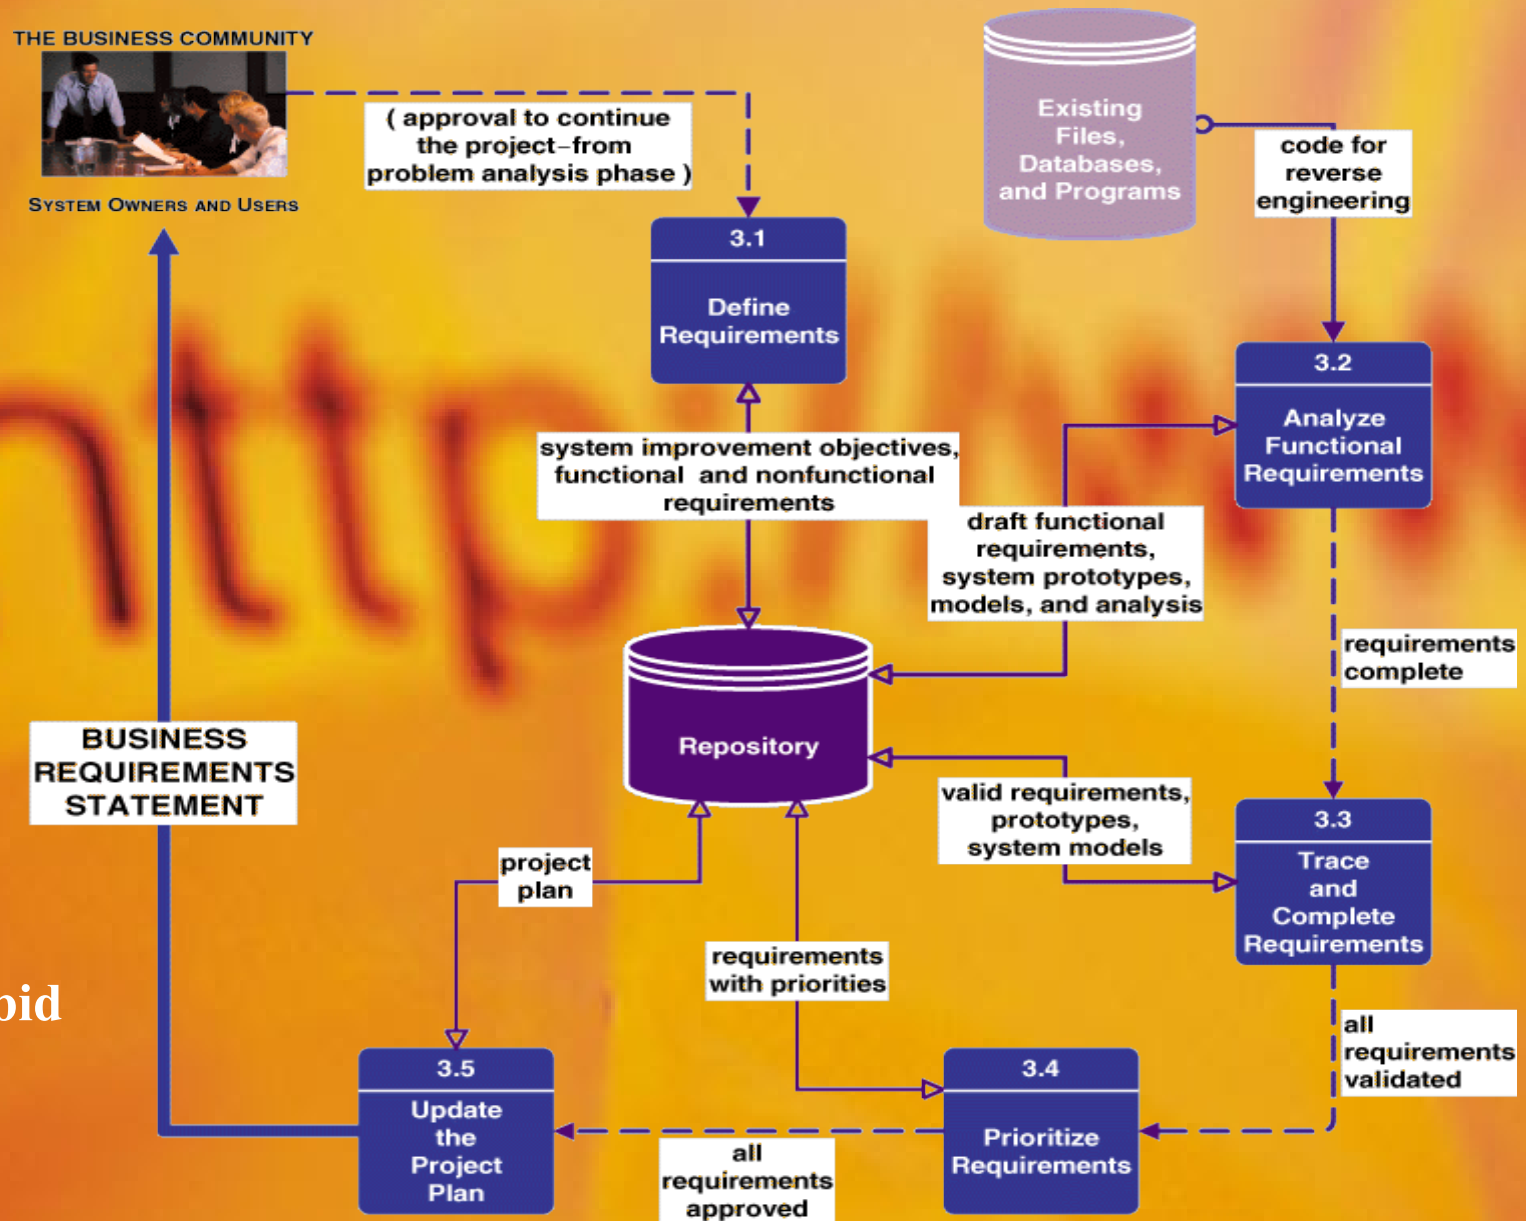 THE BUSINESS COMMUNITY
SYSTEM OWNERS AND USERS
( approval to continue
the project-from
problem analysis phase )
Existing
Files,
Databases,
and Programs
code for
reverse
engineering
3.1
Define
Requirements
3.2
Analyze
Functional
Requirements
system improvement objectives,
functional and nonfunctional
requirements
draft functional
requirements,
system prototypes,
models, and analysis
requirements
complete
Repository
BUSINESS
REQUIREMENTS
STATEMENT
valid requirements,
prototypes,
system models
3.3
Trace
and
Complete
Requirements
project
plan
requirements
with priorities
all
requirements
validated
3.5
Update
the
Project
Plan
3.4
Prioritize
Requirements
all
requirements
approved
http://